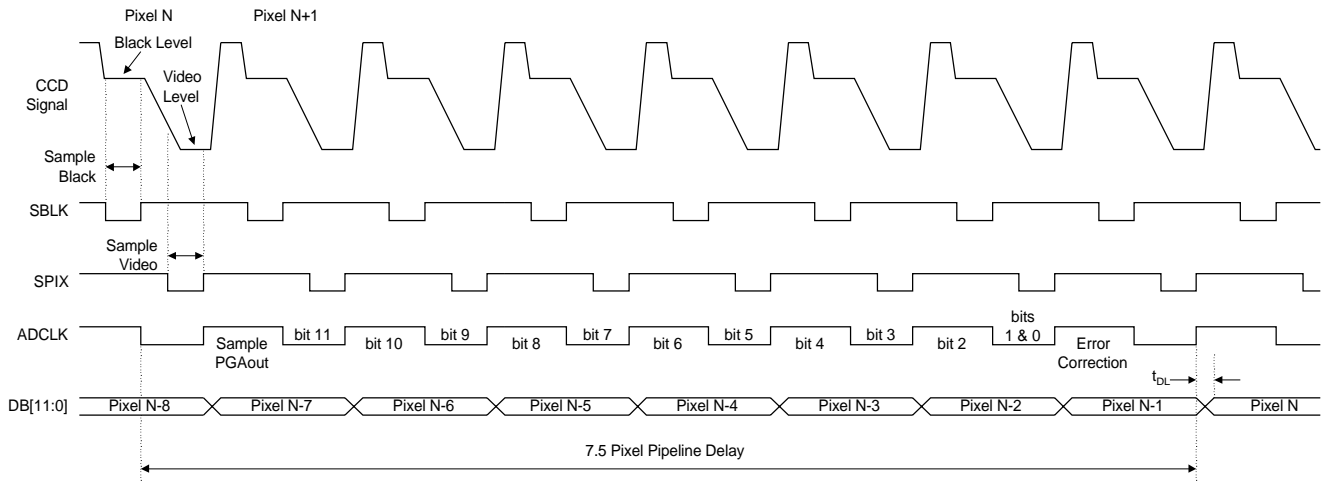 Pixel N
Pixel N+1
Black Level
CCD
Signal
Video
Level
Sample
Black
SBLK
Sample
Video
SPIX
ADCLK
Sample
PGAout
bit 11
bit 10
bit 9
bit 8
bit 7
bit 6
bit 5
bit 4
bit 3
bit 2
bits
1 & 0
Error
Correction
tDL
DB[11:0]
Pixel N-8
Pixel N-7
Pixel N-6
Pixel N-5
Pixel N-4
Pixel N-3
Pixel N-2
Pixel N-1
Pixel N
7.5 Pixel Pipeline Delay